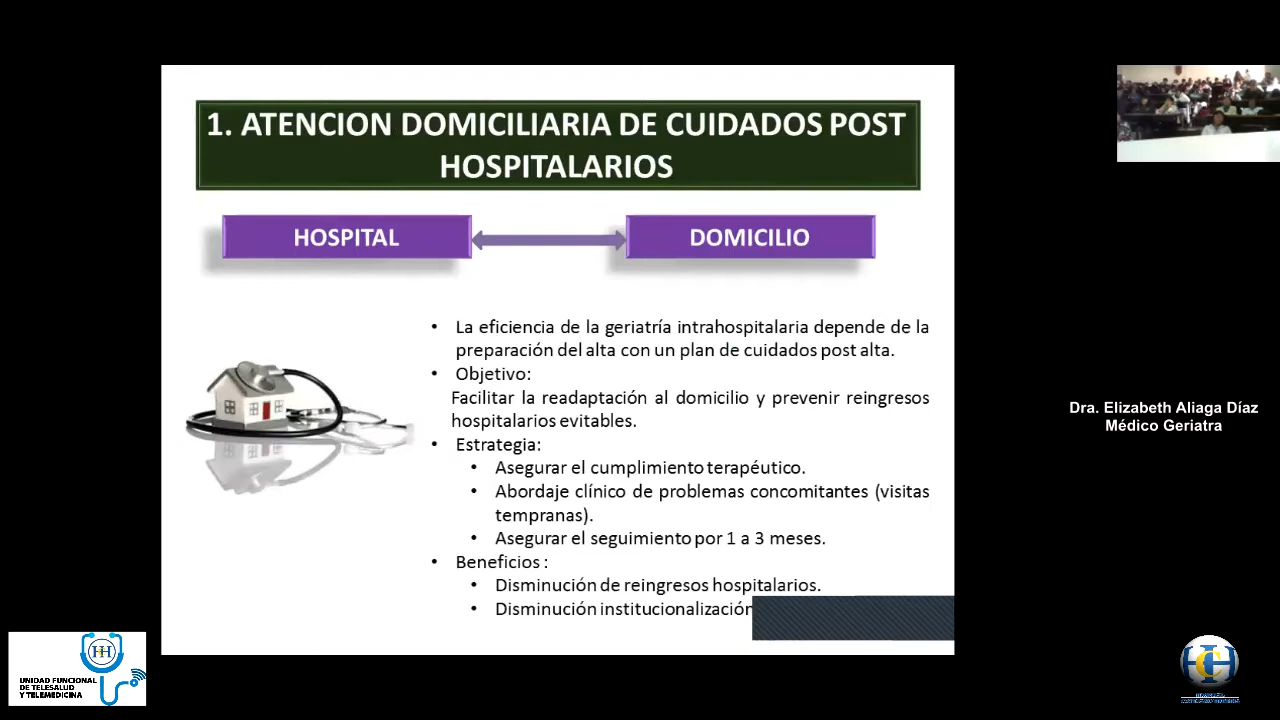 1. ATENCION DOMICILIARIA DE CUIDADOS POST
HOSPITALARIOS
HOSPITAL
DOMICILIO
• La eficiencia de la geriatría intrahospitalaria depende de la
preparación del alta con un plan de cuidados post alta.
• Objetivo:
Facilitar la readaptación al domicilio y prevenir reingresos
hospitalarios evitables.
• Estrategia:
• Asegurar el cumplimiento terapéutico.
• Abordaje clínico de problemas concomitantes (visitas
tempranas).
• Asegurar el seguimiento por 1 a 3 meses.
• Beneficios :
• Disminución de reingresos hospitalarios.
• Disminución institucionalización
Dra. Elizabeth Aliaga Díaz
Médico Geriatra
UNIDAD FUNCIONAL
DE TELESALUD
Y TELEMEDICINA